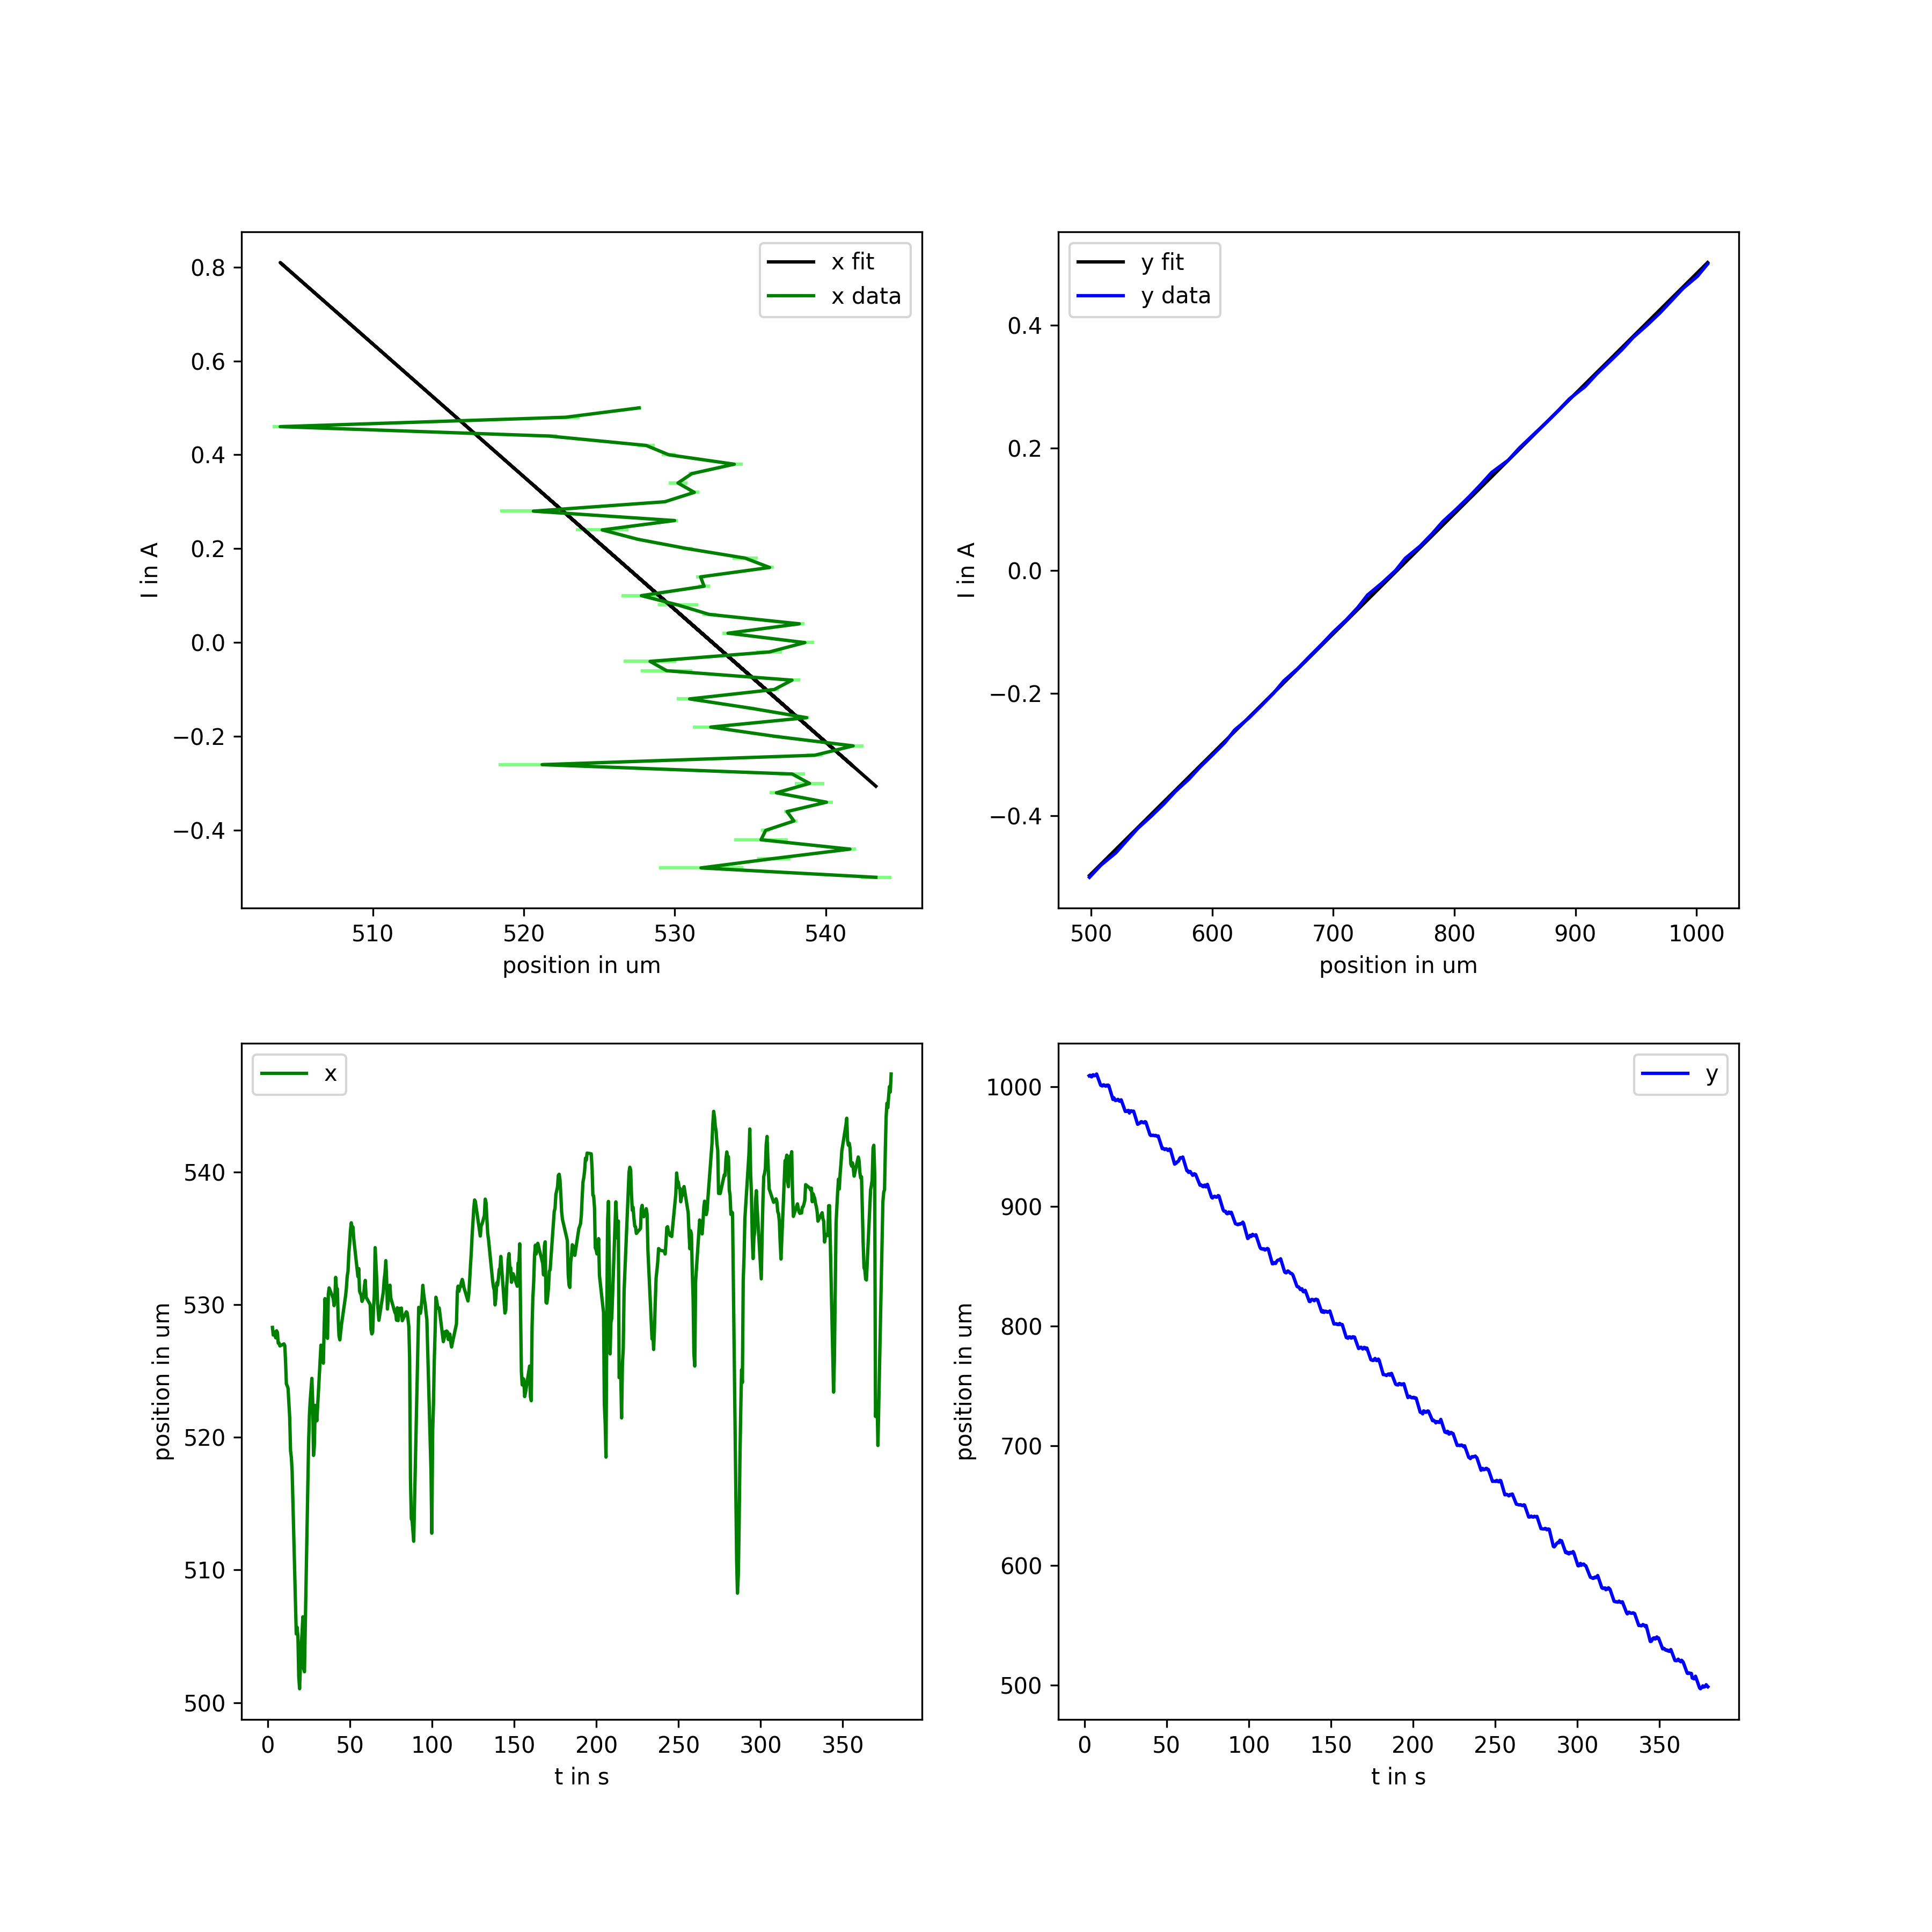 x fit
x data
0.8
0.6
0.4
0.2
0.0
−0.2
−0.4
I in A
510 520 530 540
position in um
y fit
y data
0.4
0.2
0.0
−0.2
−0.4
I in A
500 600 700 800 900 1000
position in um
x
540
530
520
510
500
position in um
0 50 100 150 200 250 300 350
t in s
y
1000
900
800
700
600
500
position in um
0 50 100 150 200 250 300 350
t in s